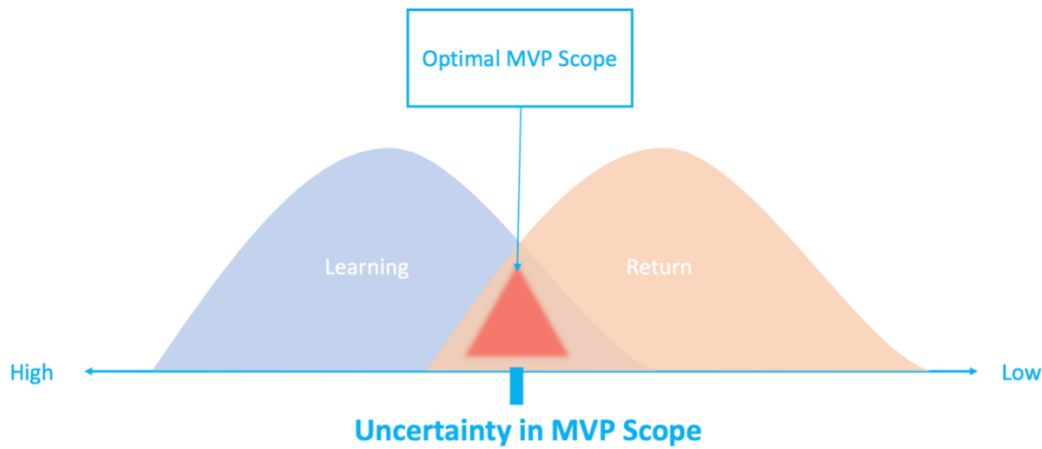 Optimal MVP Scope
Learning
Return
High
Low
Uncertainty in MVP Scope